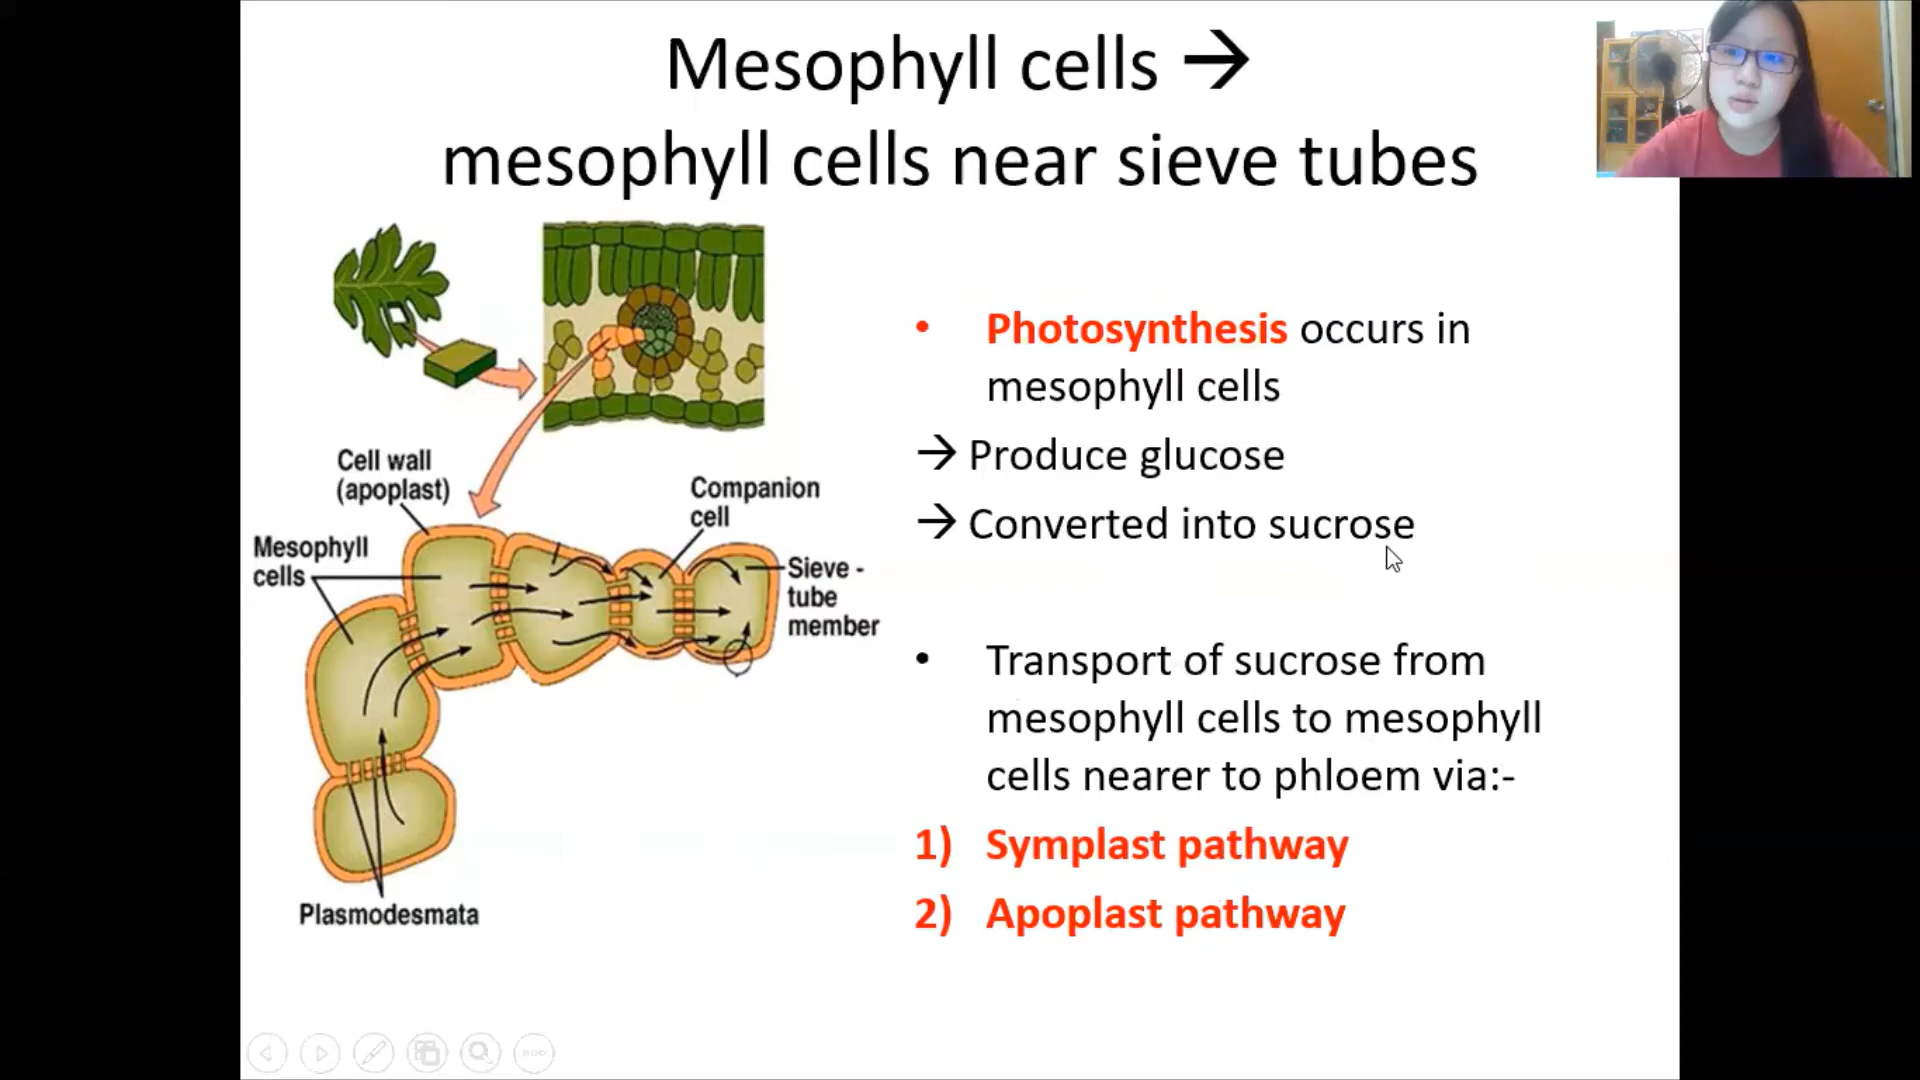 Mesophyll cells →
mesophyll cells near sieve tubes
Cell wall
(apoplast)
Companion
cell
Mesophyll
cells
Sieve -
tube
member
Plasmodesmata
• Photosynthesis occurs in
mesophyll cells
→ Produce glucose
→ Converted into sucrose
• Transport of sucrose from
mesophyll cells to mesophyll
cells nearer to phloem via:-
1) Symplast pathway
2) Apoplast pathway